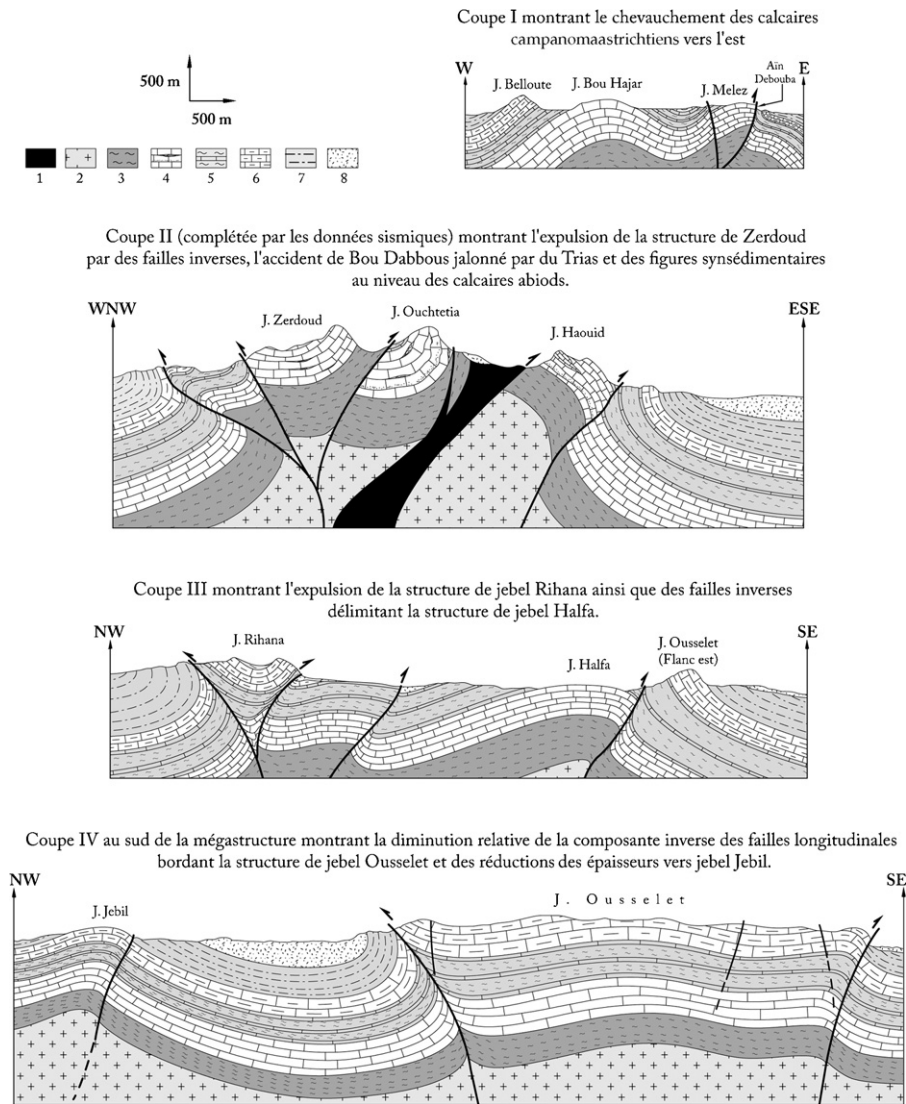 Coupe I montrant le chevauchement des calcaires
campanomaastrichtiens vers l'est
W
E
J. Belloute
J. Bou Hajar
J. Melez
Aïn
Debouba
500 m
500 m
1 2 3 4 5 6 7 8
Coupe II (complétée par les données sismiques) montrant l'expulsion de la structure de Zerdoud
par des failles inverses, l'accident de Bou Dabbous jalonné par du Trias et des figures synsédimentaires
au niveau des calcaires abiods.
WNW
ESE
J. Zerdoud
J. Ouchtetia
J. Haouid
Coupe III montrant l'expulsion de la structure de jebel Rihana ainsi que des failles inverses
délimitant la structure de jebel Halfa.
NW
SE
J. Rihana
J. Halfa
J. Ousselet
(Flanc est)
Coupe IV au sud de la mégastructure montrant la diminution relative de la composante inverse des failles longitudinales
bordant la structure de jebel Ousselet et des réductions des épaisseurs vers jebel Jebil.
NW
SE
J. Jebil
J. Ousselet